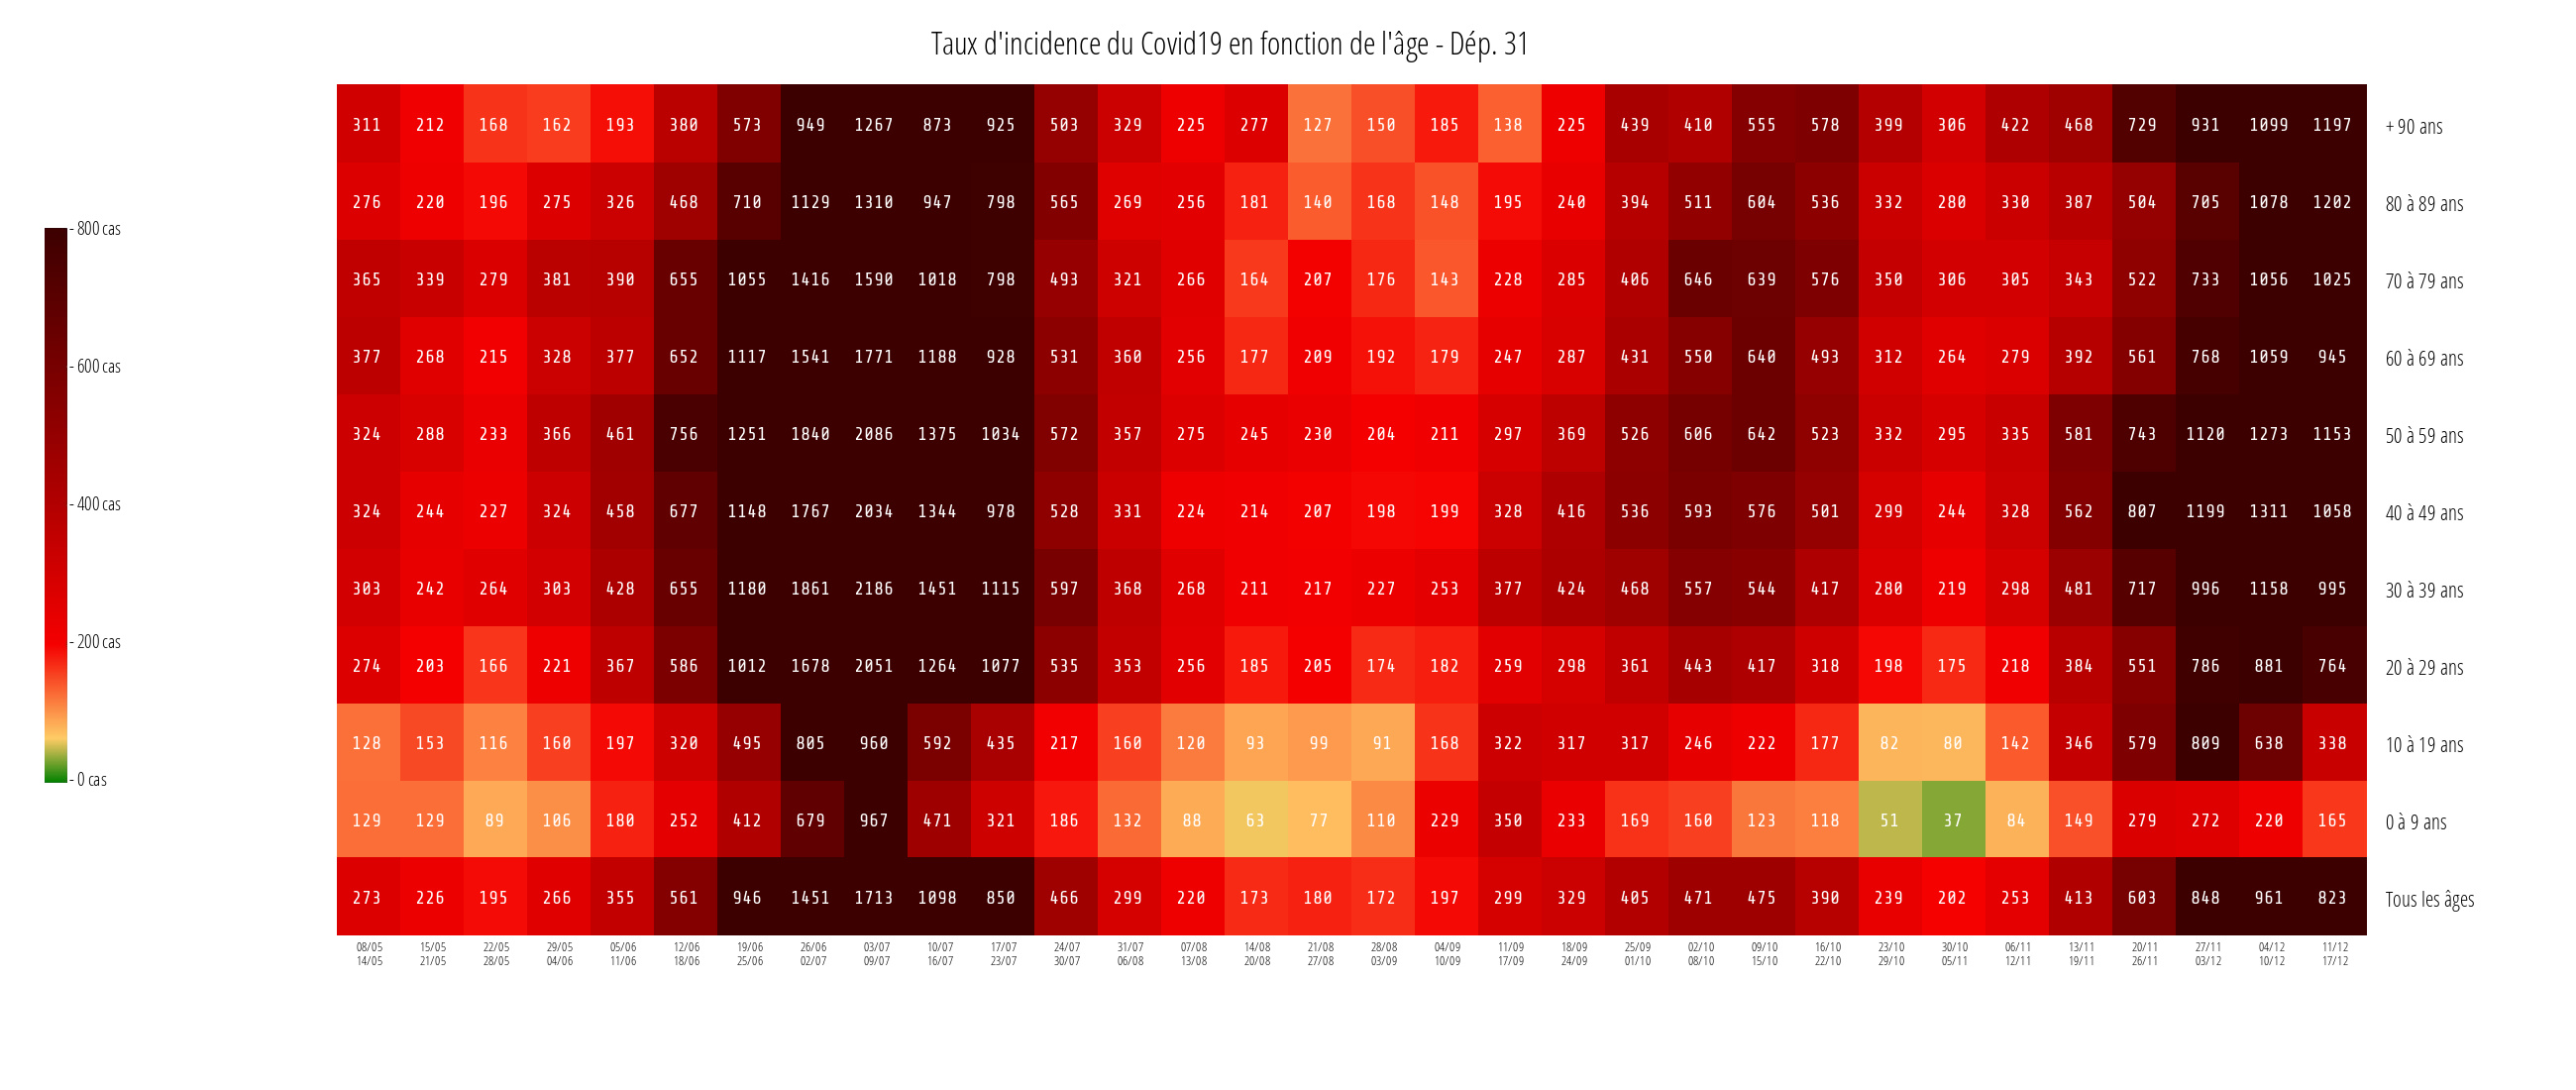 Taux d'incidence du Covid19 en fonction de l'âge - Dép. 31
- 800 cas
- 600 cas
- 400 cas
- 200 cas
- 0 cas
311 212 168 162 193 380 573 949 1267 873 925 503 329 225 277 127 150 185 138 225 439 410 555 578 399 306 422 468 729 931 1099 1197 + 90 ans
276 220 196 275 326 468 710 1129 1310 947 798 565 269 256 181 140 168 148 195 240 394 511 604 536 332 280 330 387 504 705 1078 1202 80 à 89 ans
365 339 279 381 390 655 1055 1416 1590 1018 798 493 321 266 164 207 176 143 228 285 406 646 639 576 350 306 305 343 522 733 1056 1025 70 à 79 ans
377 268 215 328 377 652 1117 1541 1771 1188 928 531 360 256 177 209 192 179 247 287 431 550 640 493 312 264 279 392 561 768 1059 945 60 à 69 ans
324 288 233 366 461 756 1251 1840 2086 1375 1034 572 357 275 245 230 204 211 297 369 526 606 642 523 332 295 335 581 743 1120 1273 1153 50 à 59 ans
324 244 227 324 458 677 1148 1767 2034 1344 978 528 331 224 214 207 198 199 328 416 536 593 576 501 299 244 328 562 807 1199 1311 1058 40 à 49 ans
303 242 264 303 428 655 1180 1861 2186 1451 1115 597 368 268 211 217 227 253 377 424 468 557 544 417 280 219 298 481 717 996 1158 995 30 à 39 ans
274 203 166 221 367 586 1012 1678 2051 1264 1077 535 353 256 185 205 174 182 259 298 361 443 417 318 198 175 218 384 551 786 881 764 20 à 29 ans
128 153 116 160 197 320 495 805 960 592 435 217 160 120 93 99 91 168 322 317 317 246 222 177 82 80 142 346 579 809 638 338 10 à 19 ans
129 129 89 106 180 252 412 679 967 471 321 186 132 88 63 77 110 229 350 233 169 160 123 118 51 37 84 149 279 272 220 165 0 à 9 ans
273 226 195 266 355 561 946 1451 1713 1098 850 466 299 220 173 180 172 197 299 329 405 471 475 390 239 202 253 413 603 848 961 823 Tous les âges
08/05 15/05 22/05 29/05 05/06 12/06 19/06 26/06 03/07 10/07 17/07 24/07 31/07 07/08 14/08 21/08 28/08 04/09 11/09 18/09 25/09 02/10 09/10 16/10 23/10 30/10 06/11 13/11 20/11 27/11 04/12 11/12
14/05 21/05 28/05 04/06 11/06 18/06 25/06 02/07 09/07 16/07 23/07 30/07 06/08 13/08 20/08 27/08 03/09 10/09 17/09 24/09 01/10 08/10 15/10 22/10 29/10 05/11 12/11 19/11 26/11 03/12 10/12 17/12